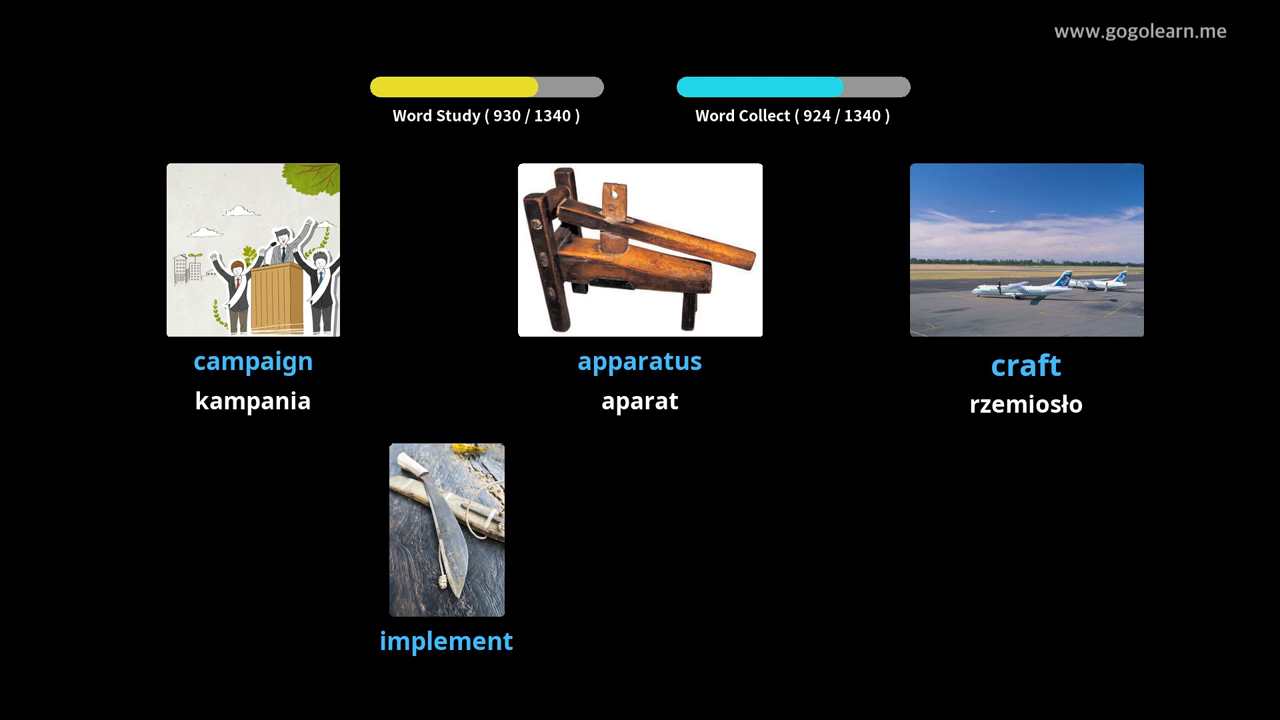 www.gogolearn.me
Word Study ( 930 / 1340 )
Word Collect ( 924 / 1340 )
campaign
kampania
apparatus
aparat
craft
rzemiosło
implement